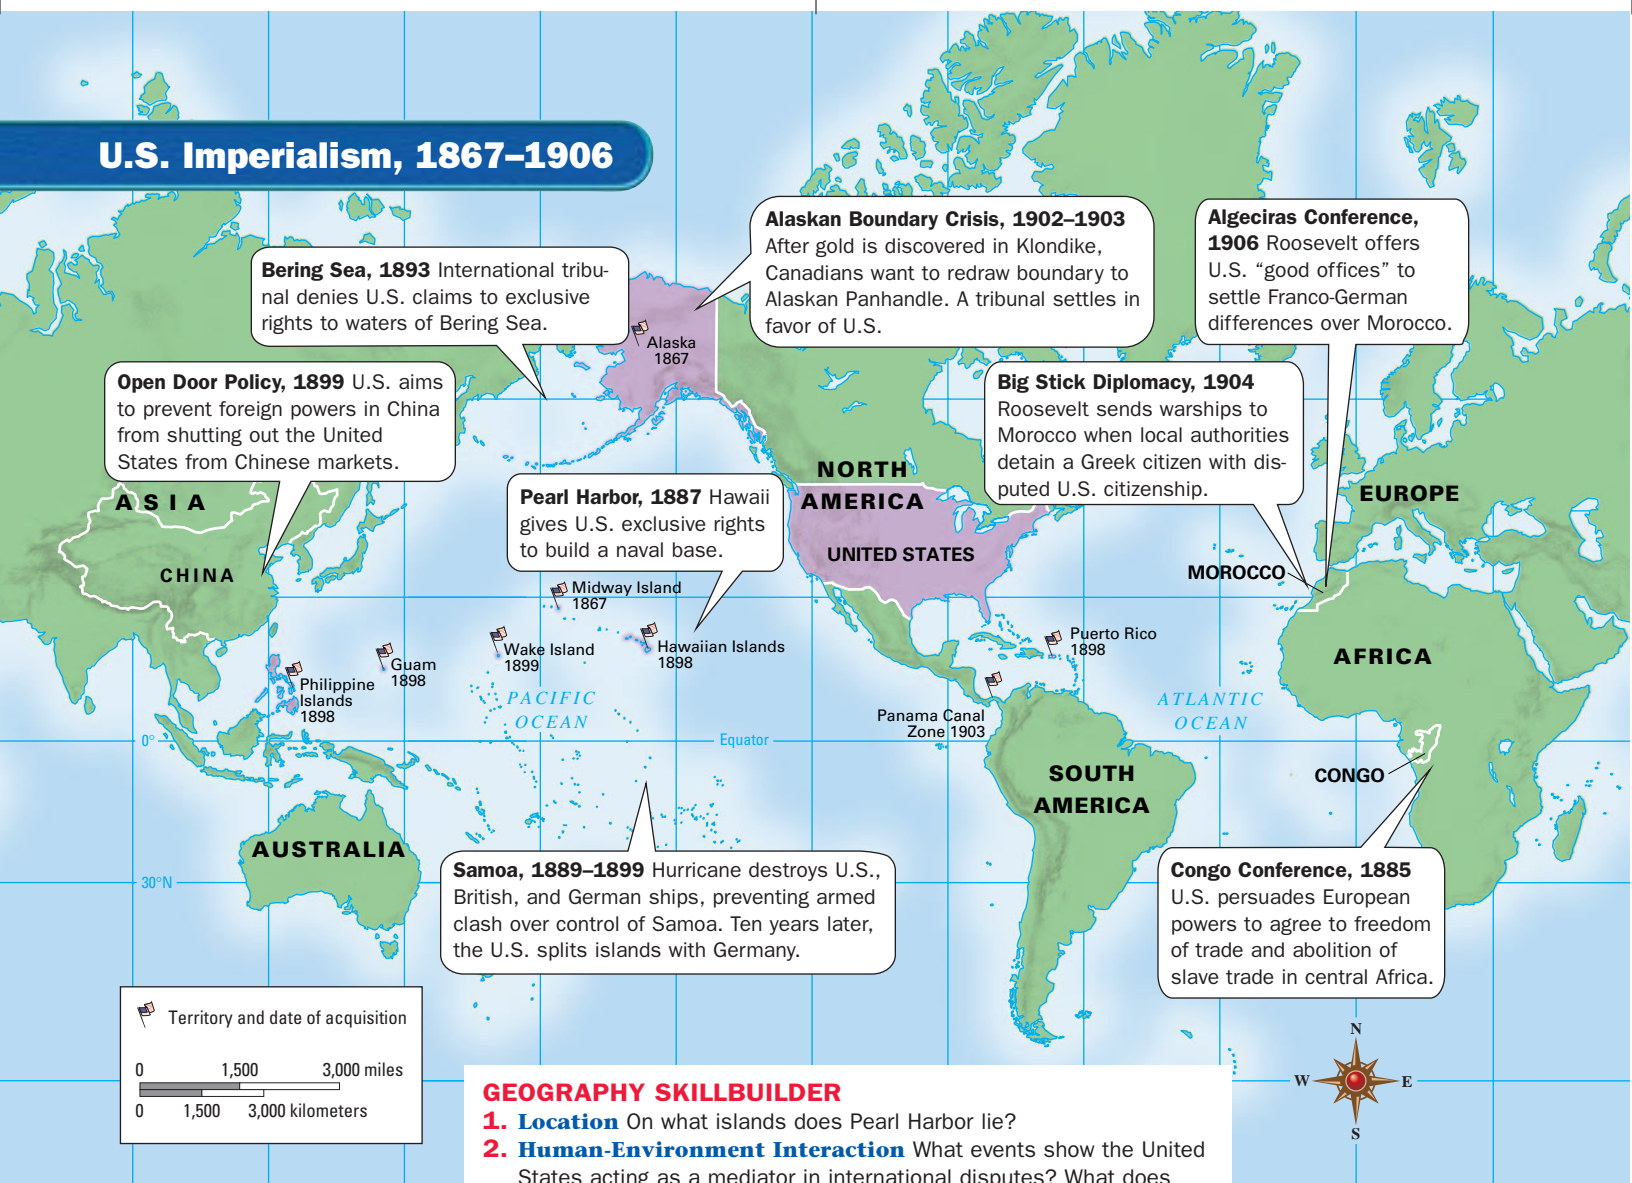 U.S. Imperialism, 1867–1906
Alaskan Boundary Crisis, 1902–1903
After gold is discovered in Klondike,
Canadians want to redraw boundary to
Alaskan Panhandle. A tribunal settles in
favor of U.S.
Algeciras Conference,
1906 Roosevelt offers
U.S. “good offices” to
settle Franco-German
differences over Morocco.
Bering Sea, 1893 International tribu-
nal denies U.S. claims to exclusive
rights to waters of Bering Sea.
Alaska
1867
Open Door Policy, 1899 U.S. aims
to prevent foreign powers in China
from shutting out the United
States from Chinese markets.
Big Stick Diplomacy, 1904
Roosevelt sends warships to
Morocco when local authorities
detain a Greek citizen with dis-
puted U.S. citizenship.
Pearl Harbor, 1887 Hawaii
gives U.S. exclusive rights
to build a naval base.
NORTH
AMERICA
UNITED STATES
ASIA
CHINA
EUROPE
MOROCCO
AFRICA
Midway Island
1867
Wake Island
1899
Hawaiian Islands
1898
Guam
1898
Philippine
Islands
1898
Puerto Rico
1898
Panama Canal
Zone 1903
PACIFIC
OCEAN
ATLANTIC
OCEAN
0°
Equator
CONGO
SOUTH
AMERICA
AUSTRALIA
30°N
Samoa, 1889–1899 Hurricane destroys U.S.,
British, and German ships, preventing armed
clash over control of Samoa. Ten years later,
the U.S. splits islands with Germany.
Congo Conference, 1885
U.S. persuades European
powers to agree to freedom
of trade and abolition of
slave trade in central Africa.
Territory and date of acquisition
0 1,500 3,000 miles
0 1,500 3,000 kilometers
N
W E
S
GEOGRAPHY SKILLBUILDER
1. Location On what islands does Pearl Harbor lie?
2. Human-Environment Interaction What events show the United
States acting as a mediator in international disputes? What does